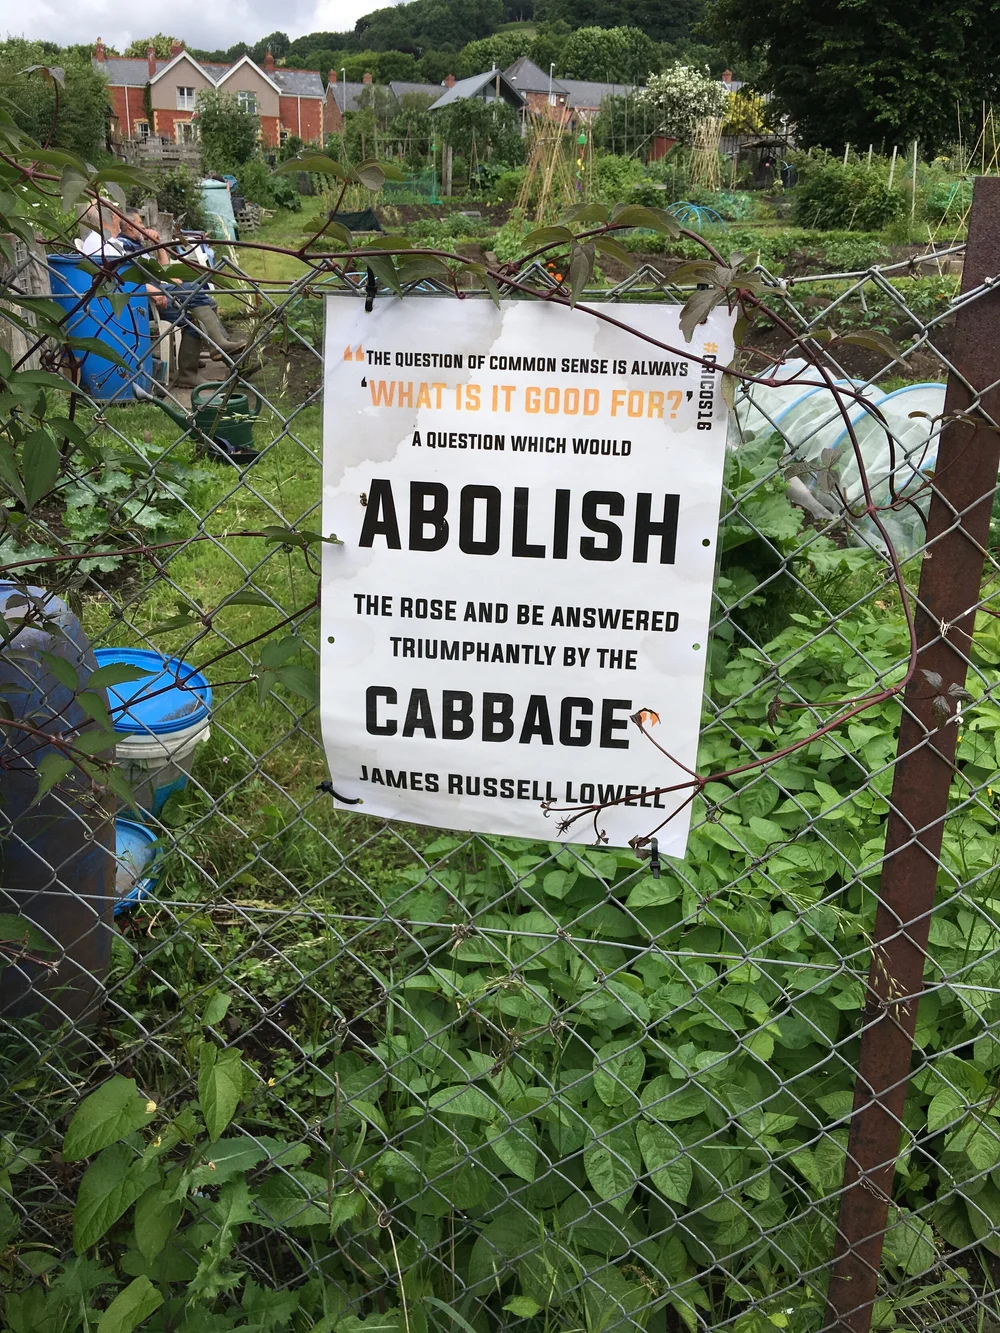 “THE QUESTION OF COMMON SENSE IS ALWAYS
‘WHAT IS IT GOOD FOR?’
A QUESTION WHICH WOULD
ABOLISH
THE ROSE AND BE ANSWERED
TRIUMPHANTLY BY THE
CABBAGE”
JAMES RUSSELL LOWELL
#CRICOS16